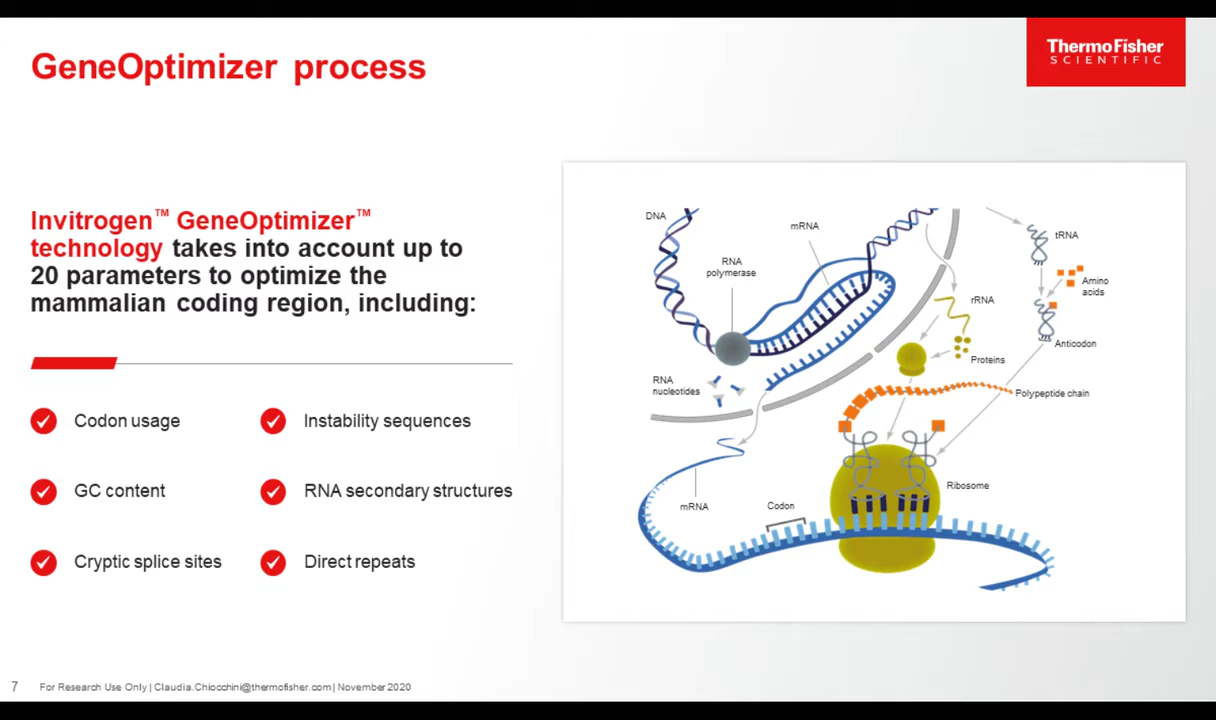 GeneOptimizer process
ThermoFisher
SCIENTIFIC
Invitrogen™ GeneOptimizer™
technology takes into account up to
20 parameters to optimize the
mammalian coding region, including:
Codon usage
Instability sequences
GC content
RNA secondary structures
Cryptic splice sites
Direct repeats
DNA
mRNA
RNA
polymerase
tRNA
Amino
acids
rRNA
Anticodon
Proteins
RNA
nucleotides
Polypeptide chain
Ribosome
mRNA
Codon
7 For Research Use Only | Claudia.Chiocchini@thermofisher.com | November 2020